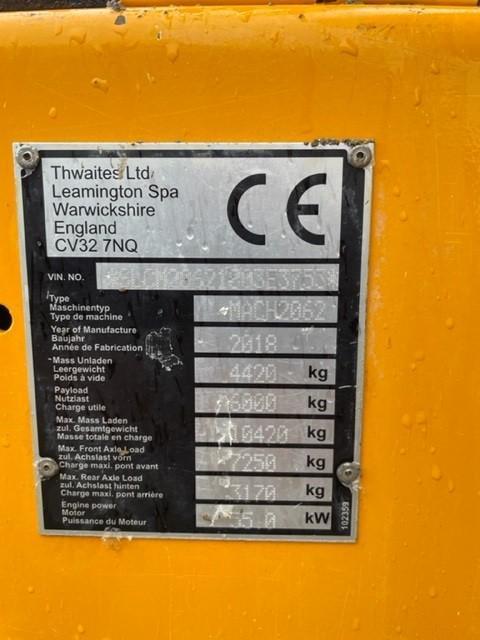 Thwaites Ltd
Leamington Spa
Warwickshire
England
CV32 7NQ
CE
VIN. NO.
Type
Maschinentyp
Type de machine
MACH2062
Year of Manufacture
Baujahr
Année de Fabrication
2018
Mass Unladen
Leergewicht
Poids à vide
4420 kg
Payload
Nutzlast
Charge utile
6000 kg
Max. Mass Laden
zul. Gesamtgewicht
Masse totale en charge
10420 kg
Max. Front Axle Load
zul. Achslast vorn
Charge maxi. pont avant
7250 kg
Max. Rear Axle Load
zul. Achslast hinten
Charge maxi. pont arrière
3170 kg
Engine power
Motor
Puissance du Moteur
55.0 kW
102359